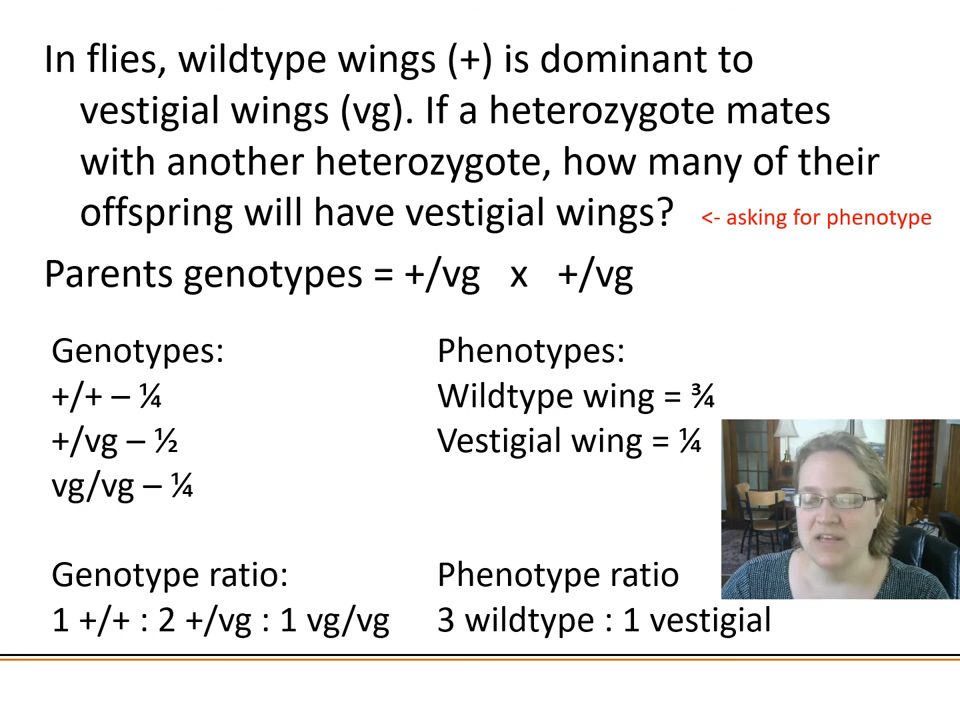 In flies, wildtype wings (+) is dominant to
vestigial wings (vg). If a heterozygote mates
with another heterozygote, how many of their
offspring will have vestigial wings? <- asking for phenotype
Parents genotypes = +/vg x +/vg
Genotypes:
+/+ – ¼
+/vg – ½
vg/vg – ¼
Phenotypes:
Wildtype wing = ¾
Vestigial wing = ¼
Genotype ratio:
1 +/+ : 2 +/vg : 1 vg/vg
Phenotype ratio
3 wildtype : 1 vestigial